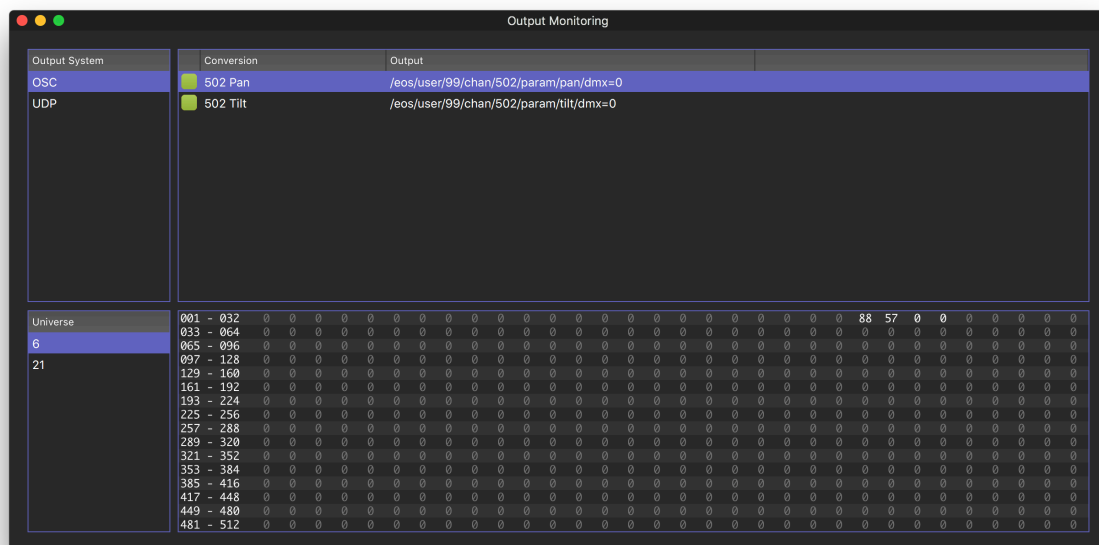 Output Monitoring
Output System
OSC
UDP
Conversion Output
502 Pan /eos/user/99/chan/502/param/pan/dmx=0
502 Tilt /eos/user/99/chan/502/param/tilt/dmx=0
Universe
6
21
001 - 032 0 0 0 0 0 0 0 0 0 0 0 0 0 0 0 0 0 0 0 0 0 0 0 88 57 0 0 0 0 0 0 0
033 - 064 0 0 0 0 0 0 0 0 0 0 0 0 0 0 0 0 0 0 0 0 0 0 0 0 0 0 0 0 0 0 0 0
065 - 096 0 0 0 0 0 0 0 0 0 0 0 0 0 0 0 0 0 0 0 0 0 0 0 0 0 0 0 0 0 0 0 0
097 - 128 0 0 0 0 0 0 0 0 0 0 0 0 0 0 0 0 0 0 0 0 0 0 0 0 0 0 0 0 0 0 0 0
129 - 160 0 0 0 0 0 0 0 0 0 0 0 0 0 0 0 0 0 0 0 0 0 0 0 0 0 0 0 0 0 0 0 0
161 - 192 0 0 0 0 0 0 0 0 0 0 0 0 0 0 0 0 0 0 0 0 0 0 0 0 0 0 0 0 0 0 0 0
193 - 224 0 0 0 0 0 0 0 0 0 0 0 0 0 0 0 0 0 0 0 0 0 0 0 0 0 0 0 0 0 0 0 0
225 - 256 0 0 0 0 0 0 0 0 0 0 0 0 0 0 0 0 0 0 0 0 0 0 0 0 0 0 0 0 0 0 0 0
257 - 288 0 0 0 0 0 0 0 0 0 0 0 0 0 0 0 0 0 0 0 0 0 0 0 0 0 0 0 0 0 0 0 0
289 - 320 0 0 0 0 0 0 0 0 0 0 0 0 0 0 0 0 0 0 0 0 0 0 0 0 0 0 0 0 0 0 0 0
321 - 352 0 0 0 0 0 0 0 0 0 0 0 0 0 0 0 0 0 0 0 0 0 0 0 0 0 0 0 0 0 0 0 0
353 - 384 0 0 0 0 0 0 0 0 0 0 0 0 0 0 0 0 0 0 0 0 0 0 0 0 0 0 0 0 0 0 0 0
385 - 416 0 0 0 0 0 0 0 0 0 0 0 0 0 0 0 0 0 0 0 0 0 0 0 0 0 0 0 0 0 0 0 0
417 - 448 0 0 0 0 0 0 0 0 0 0 0 0 0 0 0 0 0 0 0 0 0 0 0 0 0 0 0 0 0 0 0 0
449 - 480 0 0 0 0 0 0 0 0 0 0 0 0 0 0 0 0 0 0 0 0 0 0 0 0 0 0 0 0 0 0 0 0
481 - 512 0 0 0 0 0 0 0 0 0 0 0 0 0 0 0 0 0 0 0 0 0 0 0 0 0 0 0 0 0 0 0 0